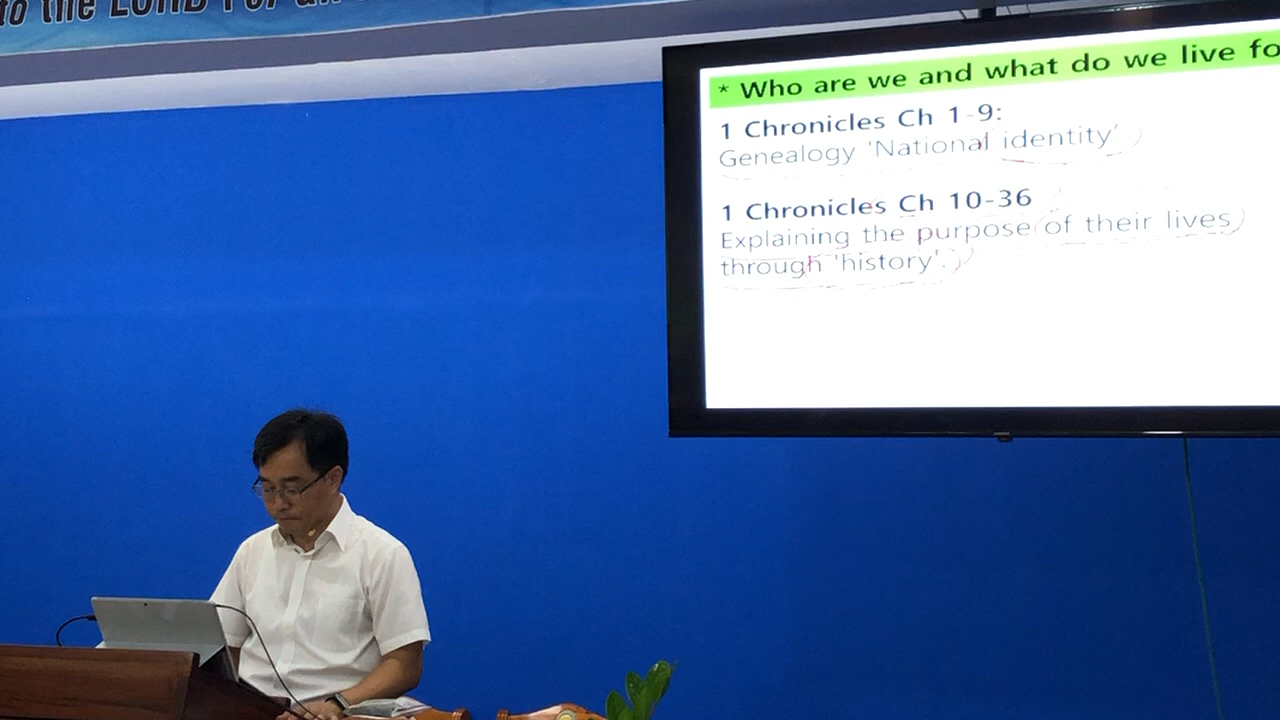 to the LORD For
* Who are we and what do we live fo
1 Chronicles Ch 1-9:
Genealogy 'National identity'
1 Chronicles Ch 10-36
Explaining the purpose of their lives
through 'history'.